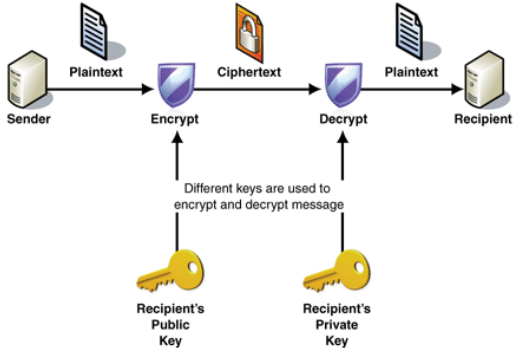 Plaintext
Ciphertext
Plaintext
Sender
Encrypt
Decrypt
Recipient
Different keys are used to
encrypt and decrypt message
Recipient's
Public
Key
Recipient's
Private
Key